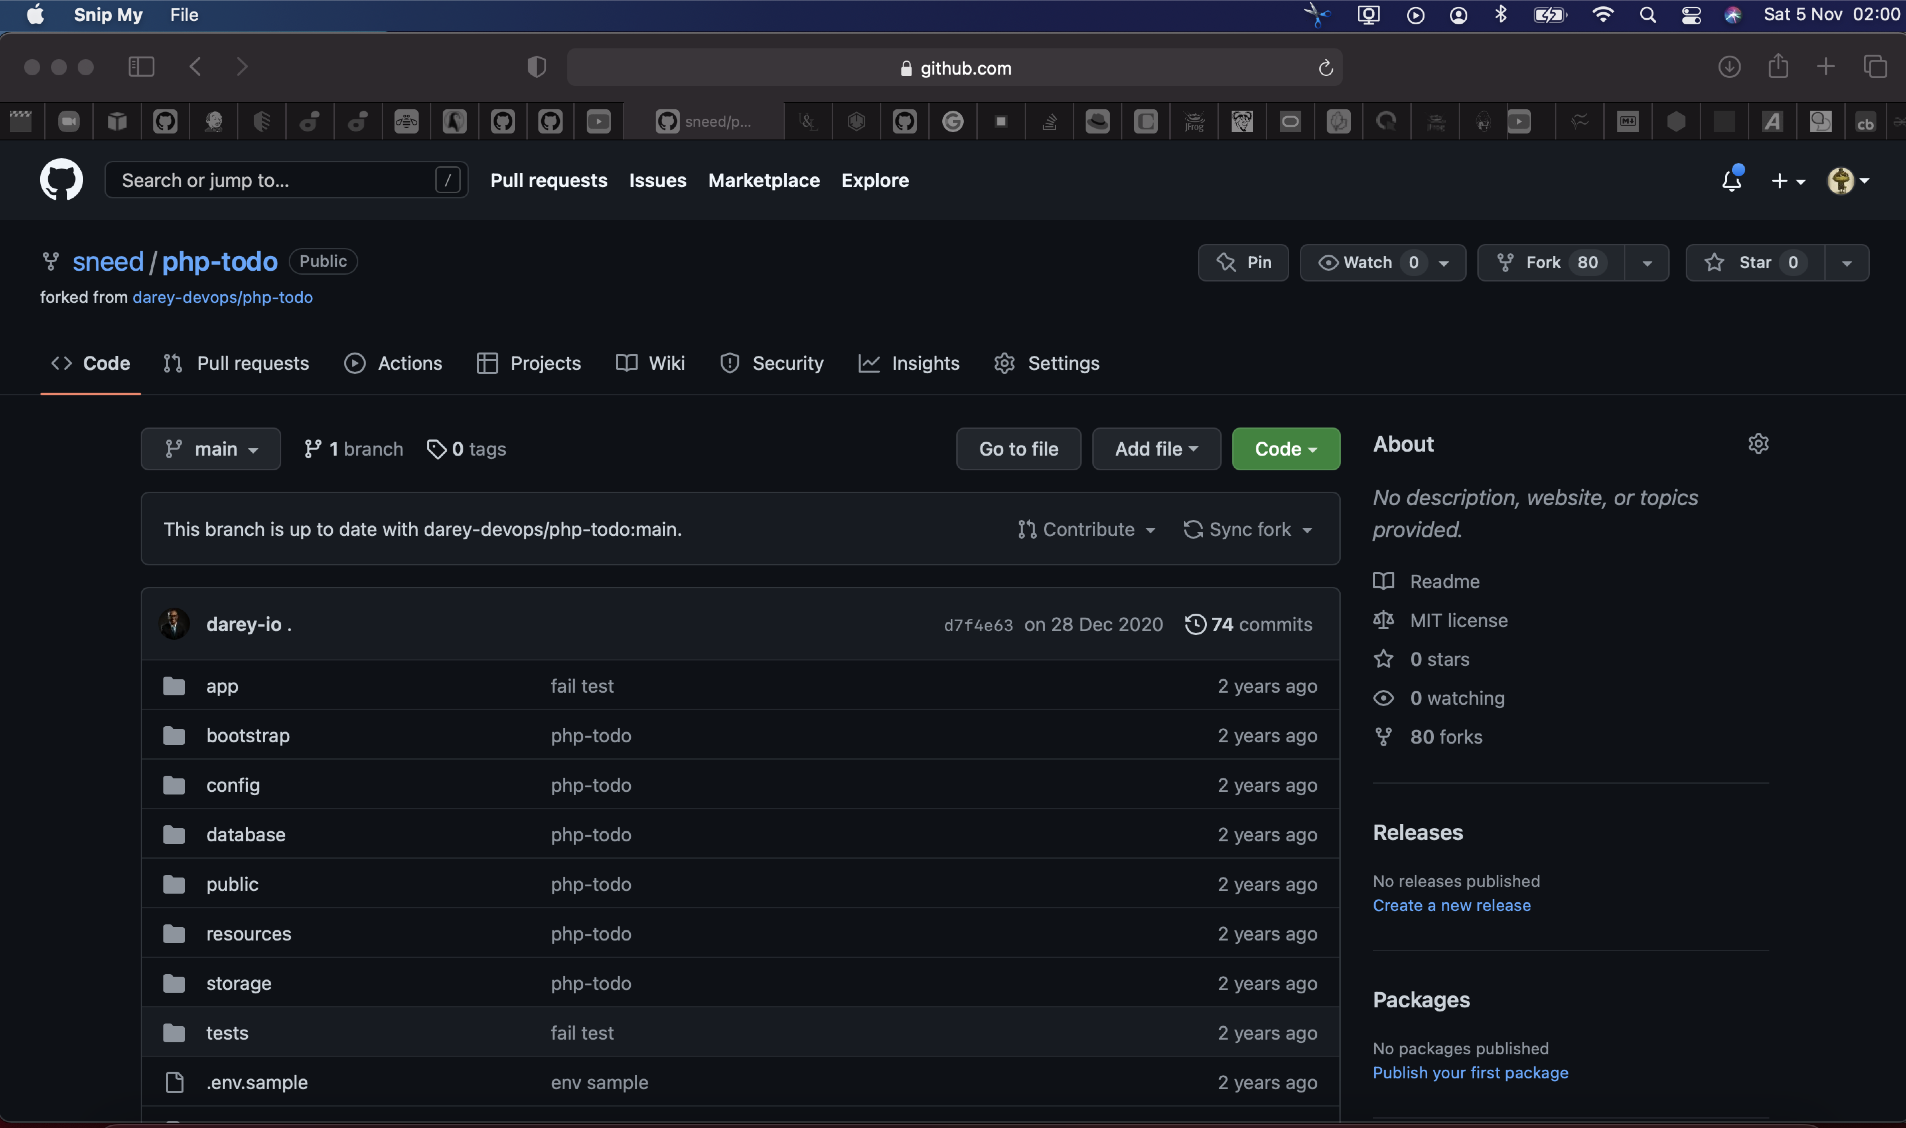 Snip My File Sat 5 Nov 02:00
github.com
sneed/p...
Search or jump to... / Pull requests Issues Marketplace Explore
sneed / php-todo Public Pin Watch 0 Fork 80 Star 0
forked from darey-devops/php-todo
Code Pull requests Actions Projects Wiki Security Insights Settings
main 1 branch 0 tags Go to file Add file Code
This branch is up to date with darey-devops/php-todo:main. Contribute Sync fork
darey-io . d7f4e63 on 28 Dec 2020 74 commits
app fail test 2 years ago
bootstrap php-todo 2 years ago
config php-todo 2 years ago
database php-todo 2 years ago
public php-todo 2 years ago
resources php-todo 2 years ago
storage php-todo 2 years ago
tests fail test 2 years ago
.env.sample env sample 2 years ago
About
No description, website, or topics
provided.
Readme
MIT license
0 stars
0 watching
80 forks
Releases
No releases published
Create a new release
Packages
No packages published
Publish your first package